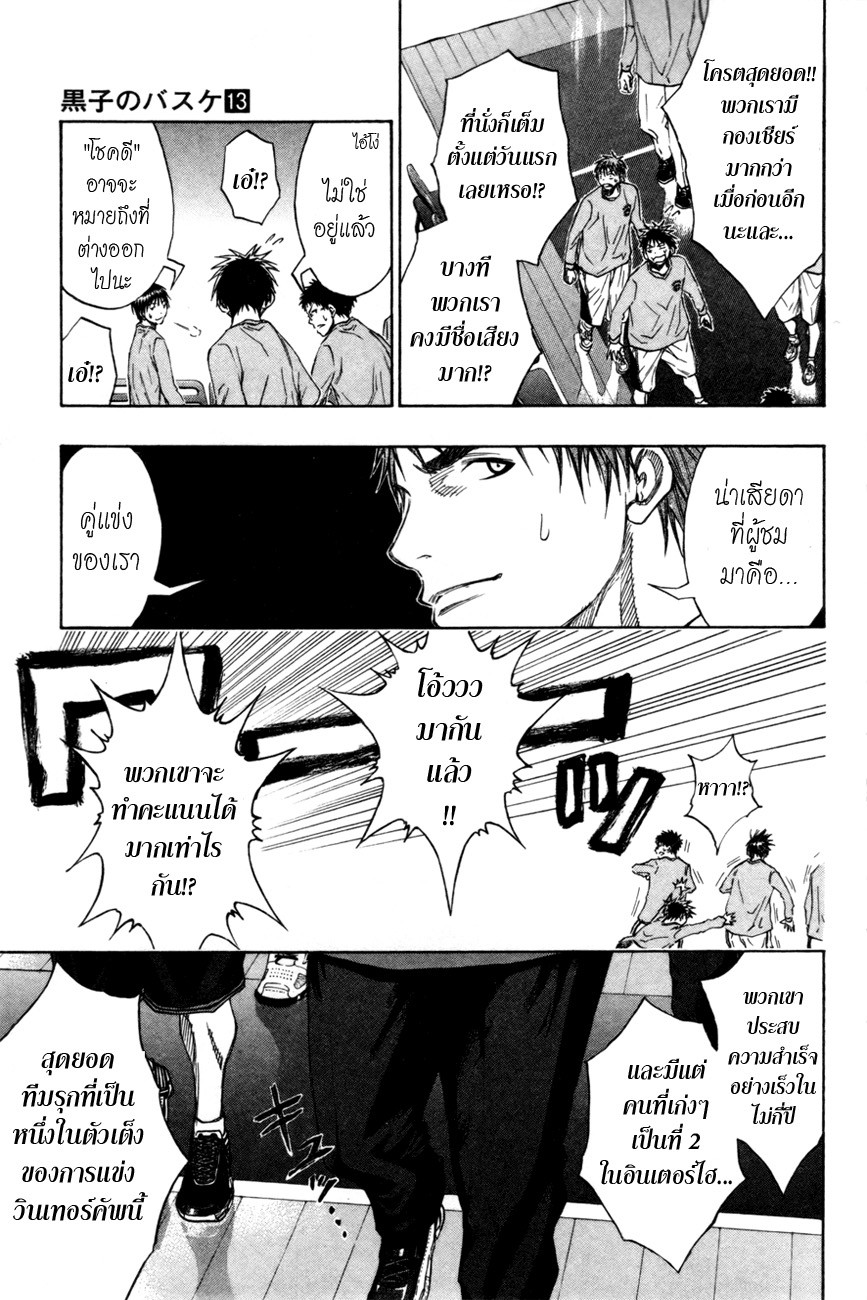 黒子のバスケ 13
โครตสุดยอด!!
พวกเรามี
กองเชียร์
มากกว่า
เมื่อก่อนอีก
นะและ...
ที่นั่งก็เต็ม
ตั้งแต่วันแรก
เลยเหรอ!?
บางที
พวกเรา
คงมีชื่อเสียง
มาก!?
ไอ้โง่
ไม่ใช่
อยู่แล้ว
เอ๋!?
"โชคดี"
อาจจะ
หมายถึงที่
ต่างออก
ไปนะ
เอ๋!?
น่าเสียดา
ที่ผู้ชม
มาคือ...
คู่แข่ง
ของเรา
โอ้ววว
มากัน
แล้ว
!!
พวกเขาจะ
ทำคะแนนได้
มากเท่าไร
กัน!?
หาาา!?
พวกเขา
ประสบ
ความสำเร็จ
อย่างเร็วใน
ไม่กี่ปี
และมีแต่
คนที่เก่งๆ
เป็นที่ 2
ในอินเตอร์ไฮ...
キュッ
สุดยอด
ทีมรุกที่เป็น
หนึ่งในตัวเต็ง
ของการแข่ง
วินเทอร์คัพนี้